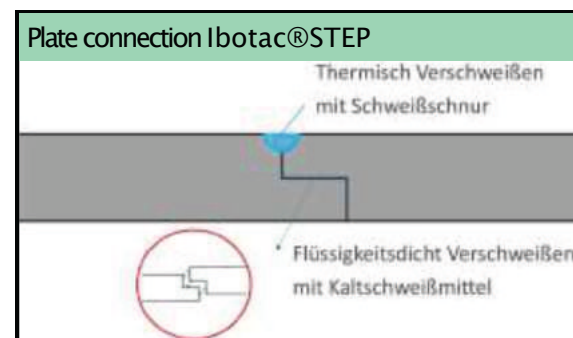 Plate connection Ibotac®STEP
Thermisch Verschweißen
mit Schweißschnur
Flüssigkeitsdicht Verschweißen
mit Kaltschweißmittel